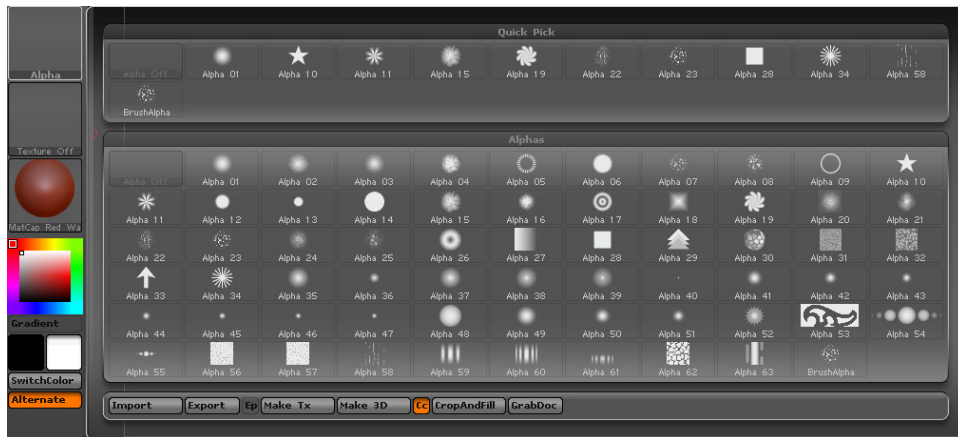 Quick Pick
Alpha Off Alpha 01 Alpha 10 Alpha 11 Alpha 15 Alpha 19 Alpha 22 Alpha 23 Alpha 28 Alpha 34 Alpha 58
BrushAlpha
Alphas
Alpha Off Alpha 01 Alpha 02 Alpha 03 Alpha 04 Alpha 05 Alpha 06 Alpha 07 Alpha 08 Alpha 09 Alpha 10
Alpha 11 Alpha 12 Alpha 13 Alpha 14 Alpha 15 Alpha 16 Alpha 17 Alpha 18 Alpha 19 Alpha 20 Alpha 21
Alpha 22 Alpha 23 Alpha 24 Alpha 25 Alpha 26 Alpha 27 Alpha 28 Alpha 29 Alpha 30 Alpha 31 Alpha 32
Alpha 33 Alpha 34 Alpha 35 Alpha 36 Alpha 37 Alpha 38 Alpha 39 Alpha 40 Alpha 41 Alpha 42 Alpha 43
Alpha 44 Alpha 45 Alpha 46 Alpha 47 Alpha 48 Alpha 49 Alpha 50 Alpha 51 Alpha 52 Alpha 53 Alpha 54
Alpha 55 Alpha 56 Alpha 57 Alpha 58 Alpha 59 Alpha 60 Alpha 61 Alpha 62 Alpha 63 BrushAlpha
Import Export Ep Make Tx Make 3D Cc CropAndFill GrabDoc
Alpha
Texture Off
MatCap Red Wa
Gradient
SwitchColor
Alternate